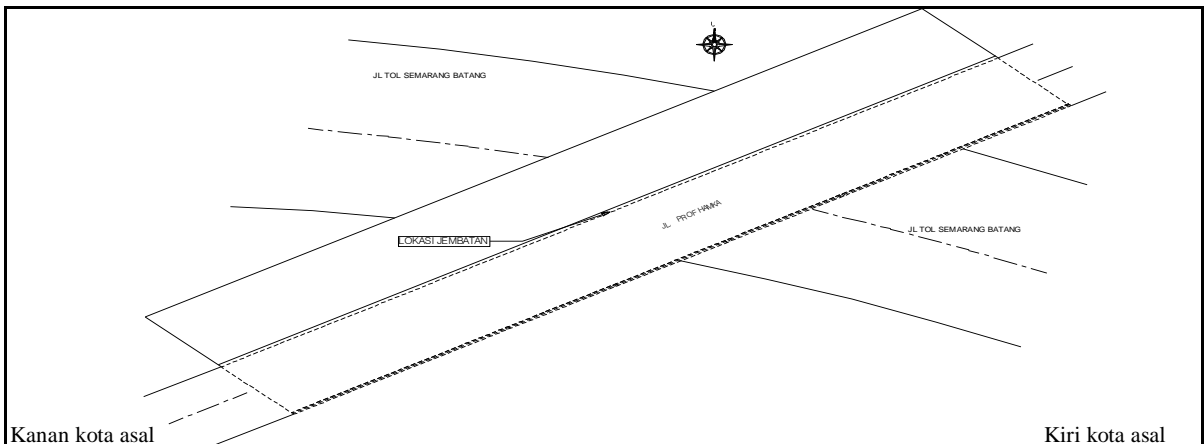 JL TOL SEMARANG BATANG
JL PROF HAMKA
LOKASI JEMBATAN
JL TOL SEMARANG BATANG
Kanan kota asal
Kiri kota asal